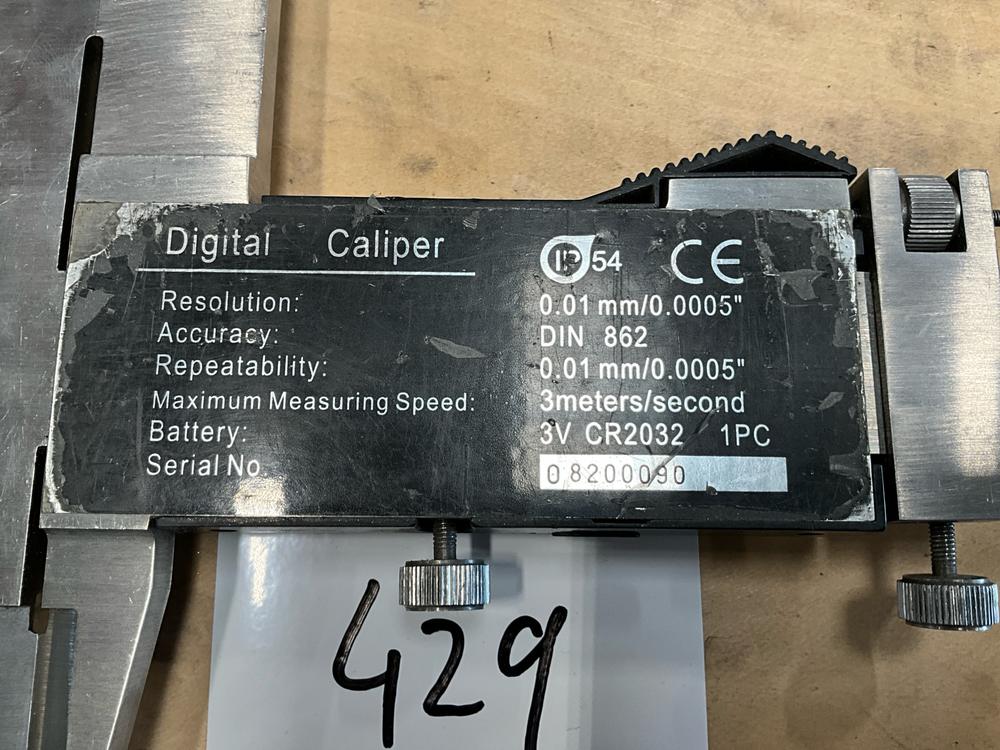 Digital Caliper
IP54 CE
Resolution: 0.01 mm/0.0005"
Accuracy: DIN 862
Repeatability: 0.01 mm/0.0005"
Maximum Measuring Speed: 3meters/second
Battery: 3V CR2032 1PC
Serial No. 08200090
429